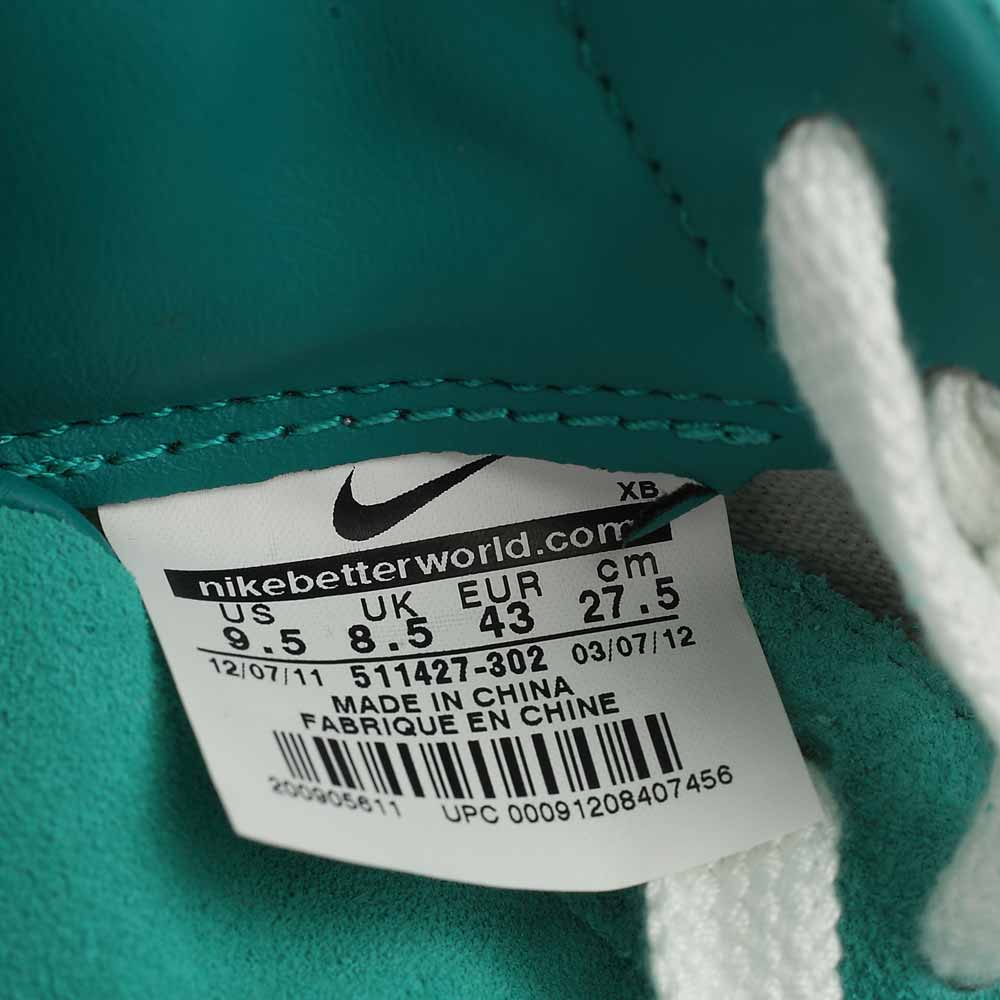 XB
nikebetterworld.com
US UK EUR cm
9.5 8.5 43 27.5
12/07/11 511427-302 03/07/12
MADE IN CHINA
FABRIQUE EN CHINE
200905611 UPC 00091208407456